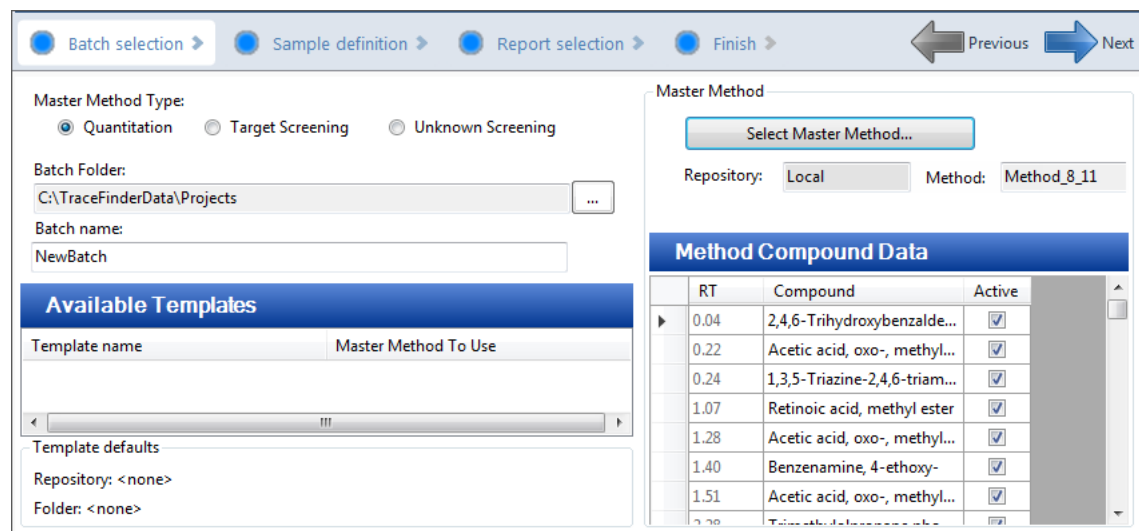 Batch selection
Sample definition
Report selection
Finish
Previous
Next
Master Method Type:
Quantitation
Target Screening
Unknown Screening
Batch Folder:
C:\TraceFinderData\Projects
...
Batch name:
NewBatch
Available Templates
Template name
Master Method To Use
Template defaults
Repository: <none>
Folder: <none>
Master Method
Select Master Method...
Repository:
Local
Method:
Method_8_11
Method Compound Data
RT Compound Active
0.04 2,4,6-Trihydroxybenzalde...
0.22 Acetic acid, oxo-, methyl...
0.24 1,3,5-Triazine-2,4,6-triam...
1.07 Retinoic acid, methyl ester
1.28 Acetic acid, oxo-, methyl...
1.40 Benzenamine, 4-ethoxy-
1.51 Acetic acid, oxo-, methyl...